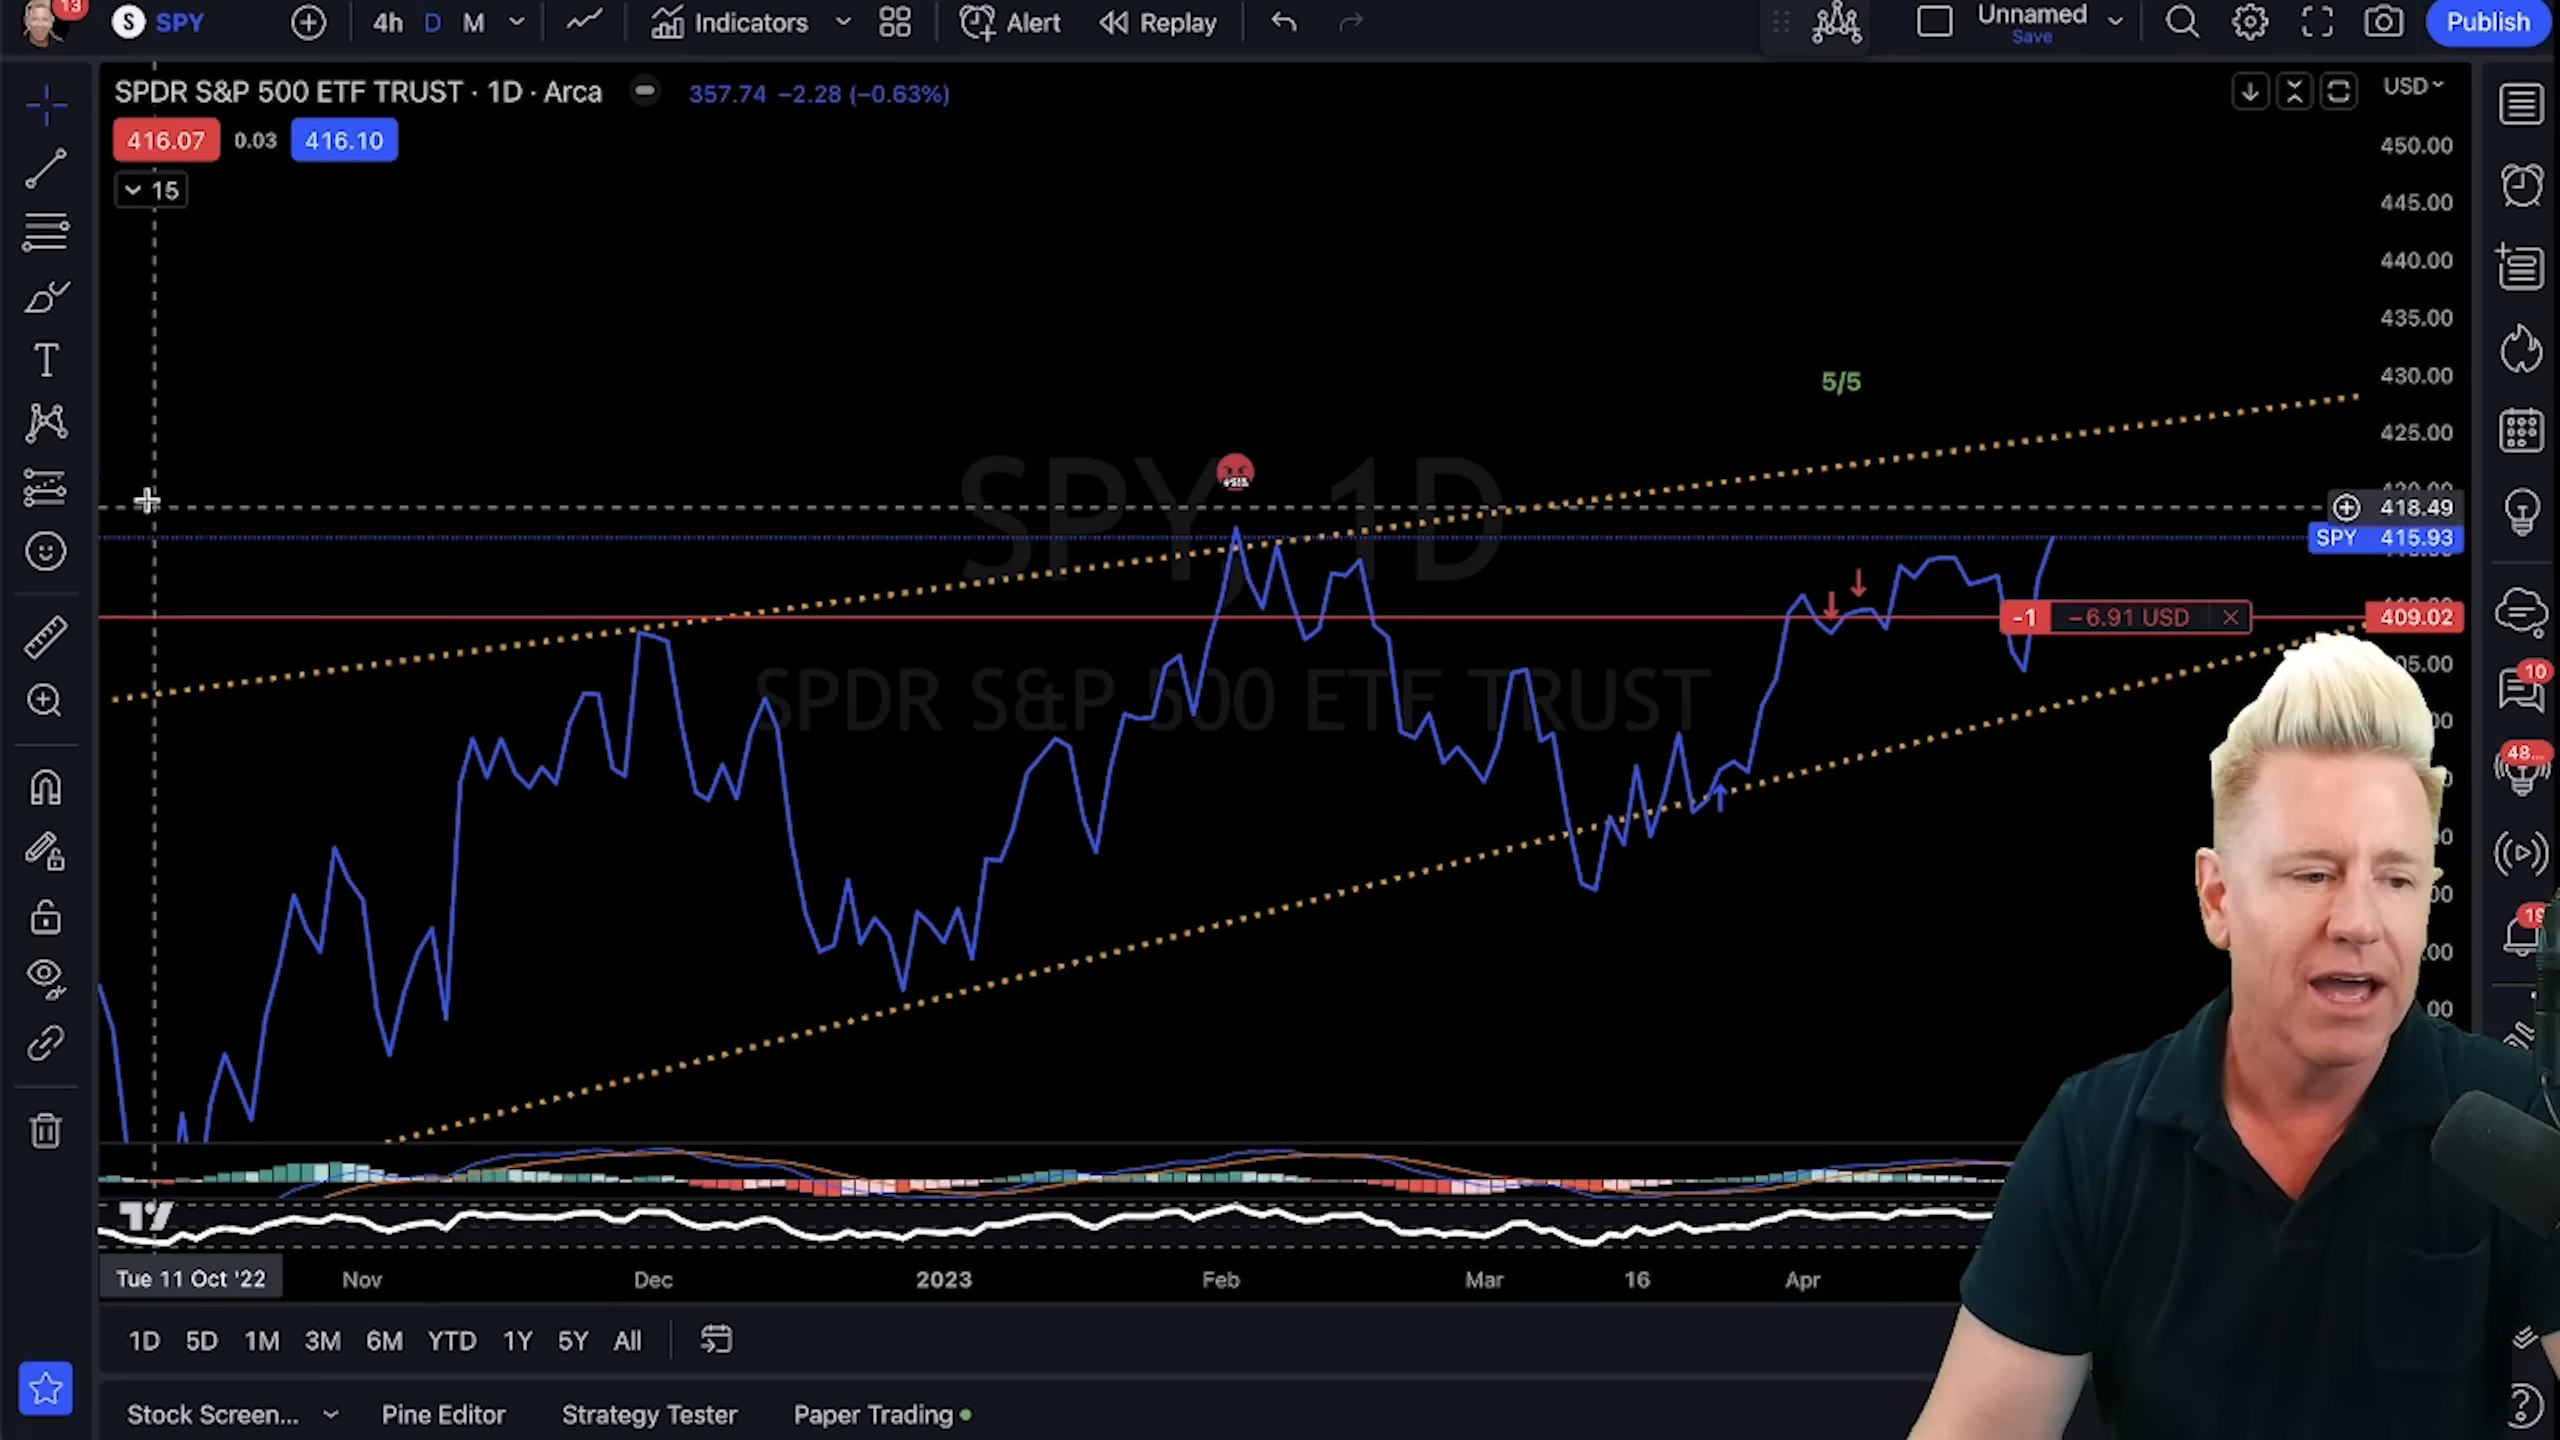 13
S SPY
4h D M
Indicators
Alert
Replay
Unnamed
Save
Publish
SPDR S&P 500 ETF TRUST · 1D · Arca
357.74 −2.28 (−0.63%)
USD
416.07 0.03 416.10
15
450.00
445.00
440.00
435.00
430.00
425.00
5/5
SPY, 1D
SPDR S&P 500 ETF TRUST
418.49
SPY 415.93
-1 −6.91 USD
409.02
10
48...
19
Tue 11 Oct '22 Nov Dec 2023 Feb Mar 16 Apr
1D 5D 1M 3M 6M YTD 1Y 5Y All
Stock Screen... Pine Editor Strategy Tester Paper Trading